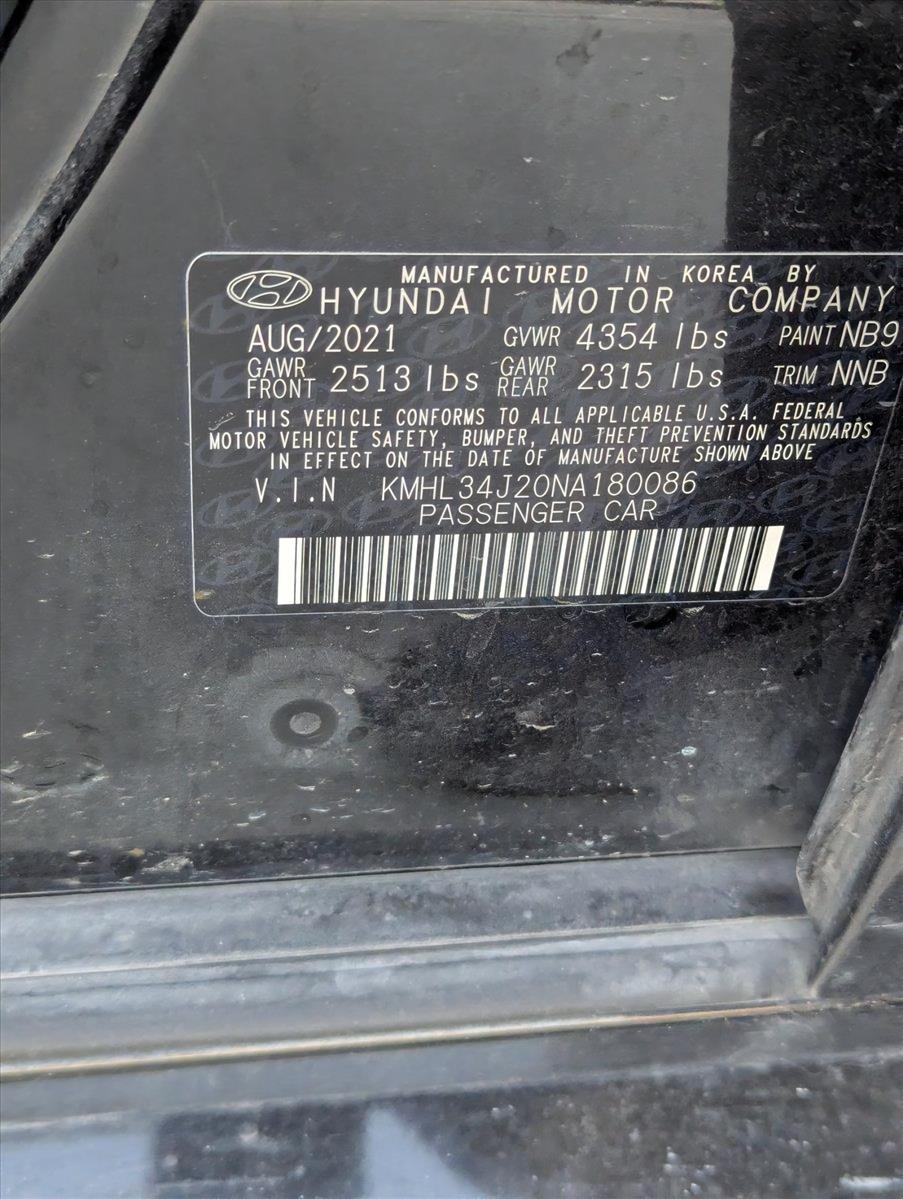 MANUFACTURED IN KOREA BY
HYUNDAI MOTOR COMPANY
AUG/2021 GVWR 4354 lbs PAINT NB9
GAWR FRONT 2513 lbs GAWR REAR 2315 lbs TRIM NNB
THIS VEHICLE CONFORMS TO ALL APPLICABLE U.S.A. FEDERAL
MOTOR VEHICLE SAFETY, BUMPER, AND THEFT PREVENTION STANDARDS
IN EFFECT ON THE DATE OF MANUFACTURE SHOWN ABOVE
V.I.N KMHL34J20NA180086
PASSENGER CAR